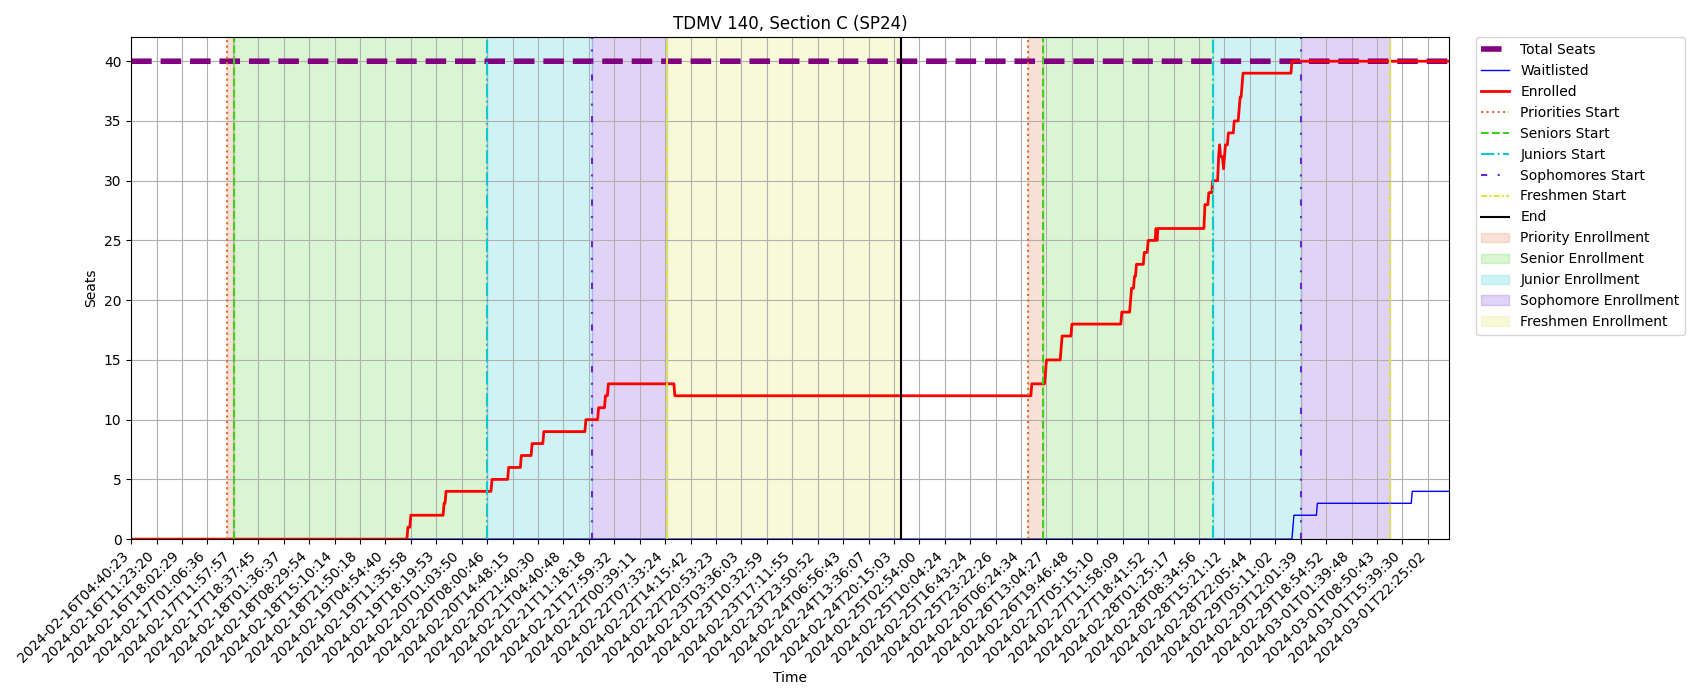 TDMV 140, Section C (SP24)
Seats
40
35
30
25
20
15
10
5
0
2024-02-16T04:40:23
2024-02-16T11:23:20
2024-02-16T18:02:29
2024-02-17T01:06:36
2024-02-17T11:57:57
2024-02-17T18:37:45
2024-02-18T01:36:37
2024-02-18T08:29:54
2024-02-18T15:10:14
2024-02-18T21:50:18
2024-02-19T04:54:40
2024-02-19T11:35:58
2024-02-19T18:19:53
2024-02-20T01:03:50
2024-02-20T08:00:46
2024-02-20T14:48:15
2024-02-20T21:40:30
2024-02-21T04:40:48
2024-02-21T11:18:18
2024-02-21T17:59:32
2024-02-22T00:39:11
2024-02-22T07:33:24
2024-02-22T14:15:42
2024-02-22T20:53:23
2024-02-23T03:36:03
2024-02-23T10:32:59
2024-02-23T17:11:55
2024-02-23T23:50:52
2024-02-24T06:56:43
2024-02-24T13:36:07
2024-02-24T20:15:03
2024-02-25T02:54:00
2024-02-25T10:04:24
2024-02-25T16:43:24
2024-02-25T23:22:26
2024-02-26T06:24:34
2024-02-26T13:04:27
2024-02-26T19:46:48
2024-02-27T05:15:10
2024-02-27T11:58:09
2024-02-27T18:41:52
2024-02-28T01:25:17
2024-02-28T08:34:56
2024-02-28T15:21:12
2024-02-28T22:05:44
2024-02-29T05:11:02
2024-02-29T12:01:39
2024-02-29T18:54:52
2024-03-01T01:39:48
2024-03-01T08:50:43
2024-03-01T15:39:30
2024-03-01T22:25:02
Time
Total Seats
Waitlisted
Enrolled
Priorities Start
Seniors Start
Juniors Start
Sophomores Start
Freshmen Start
End
Priority Enrollment
Senior Enrollment
Junior Enrollment
Sophomore Enrollment
Freshmen Enrollment